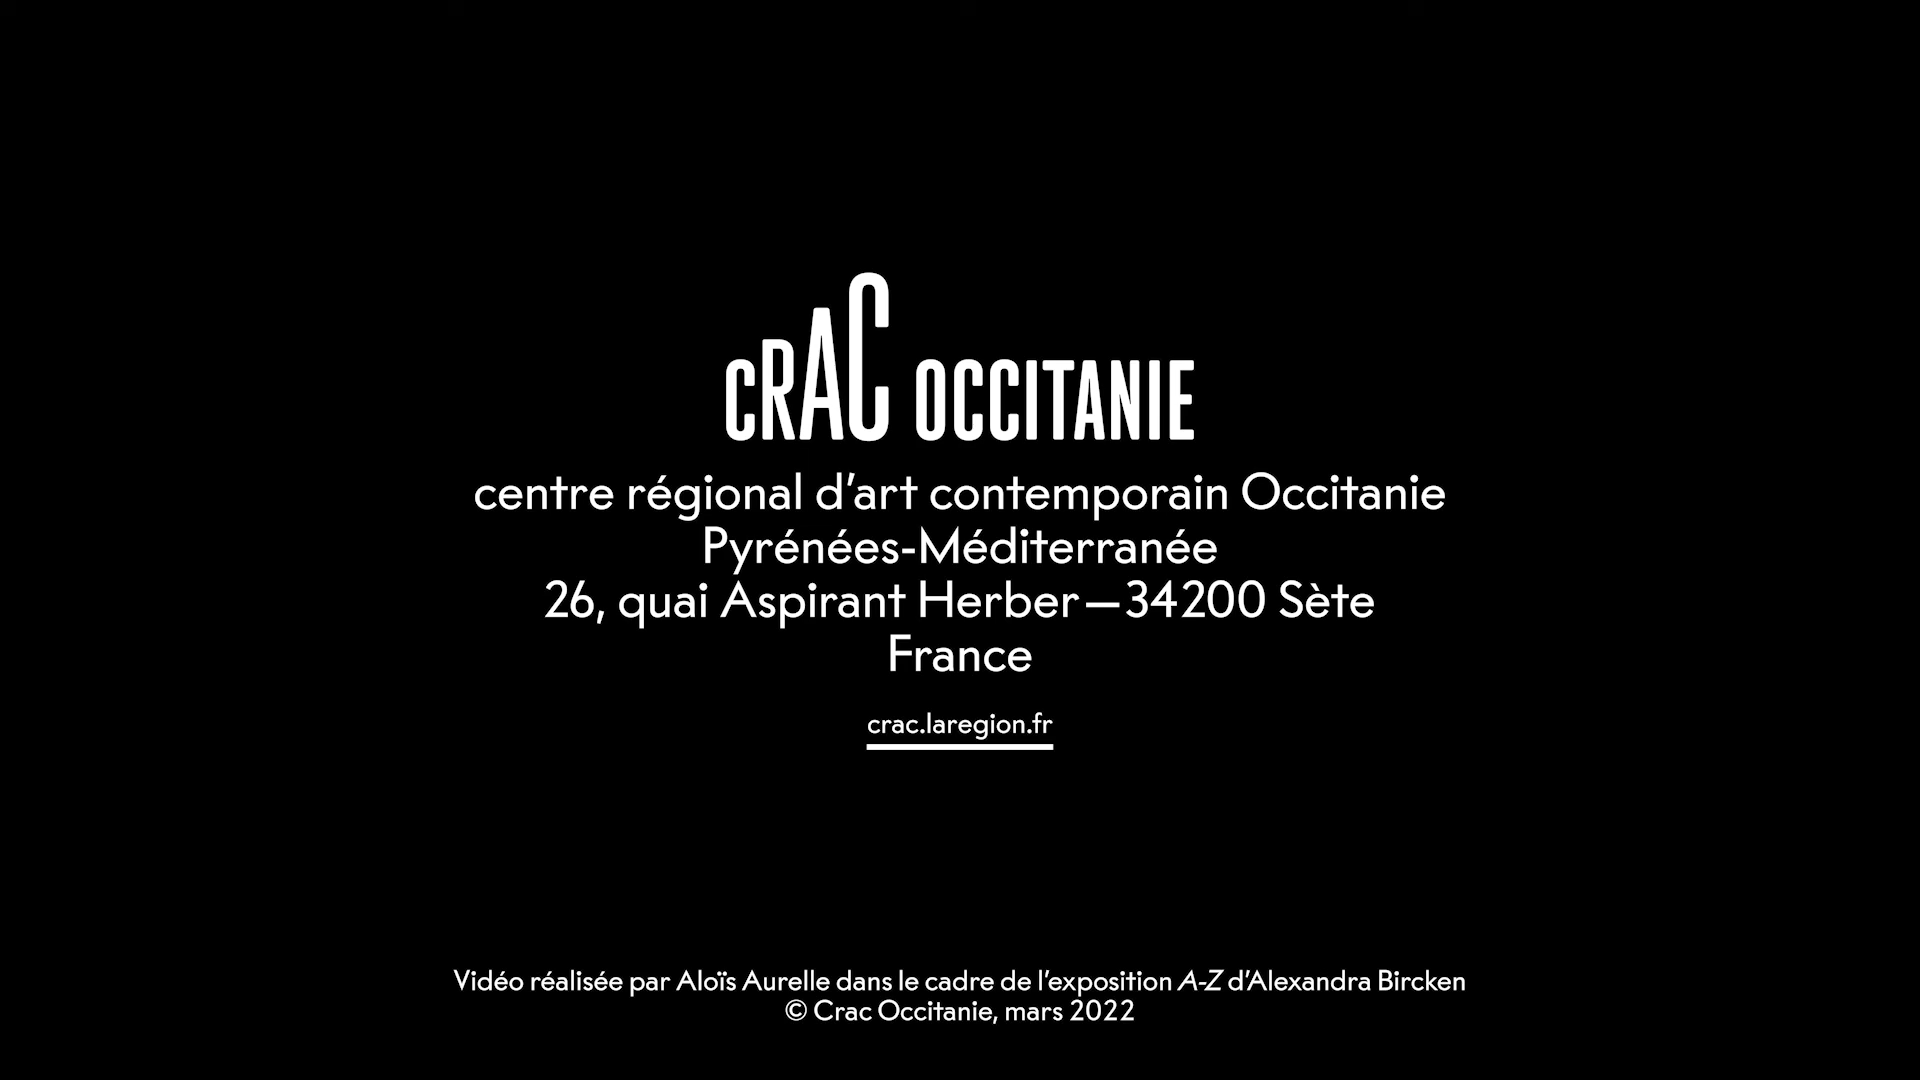 CRAC OCCITANIE
centre régional d’art contemporain Occitanie
Pyrénées-Méditerranée
26, quai Aspirant Herber—34200 Sète
France
crac.laregion.fr
Vidéo réalisée par Aloïs Aurelle dans le cadre de l’exposition A-Z d’Alexandra Bircken
© Crac Occitanie, mars 2022